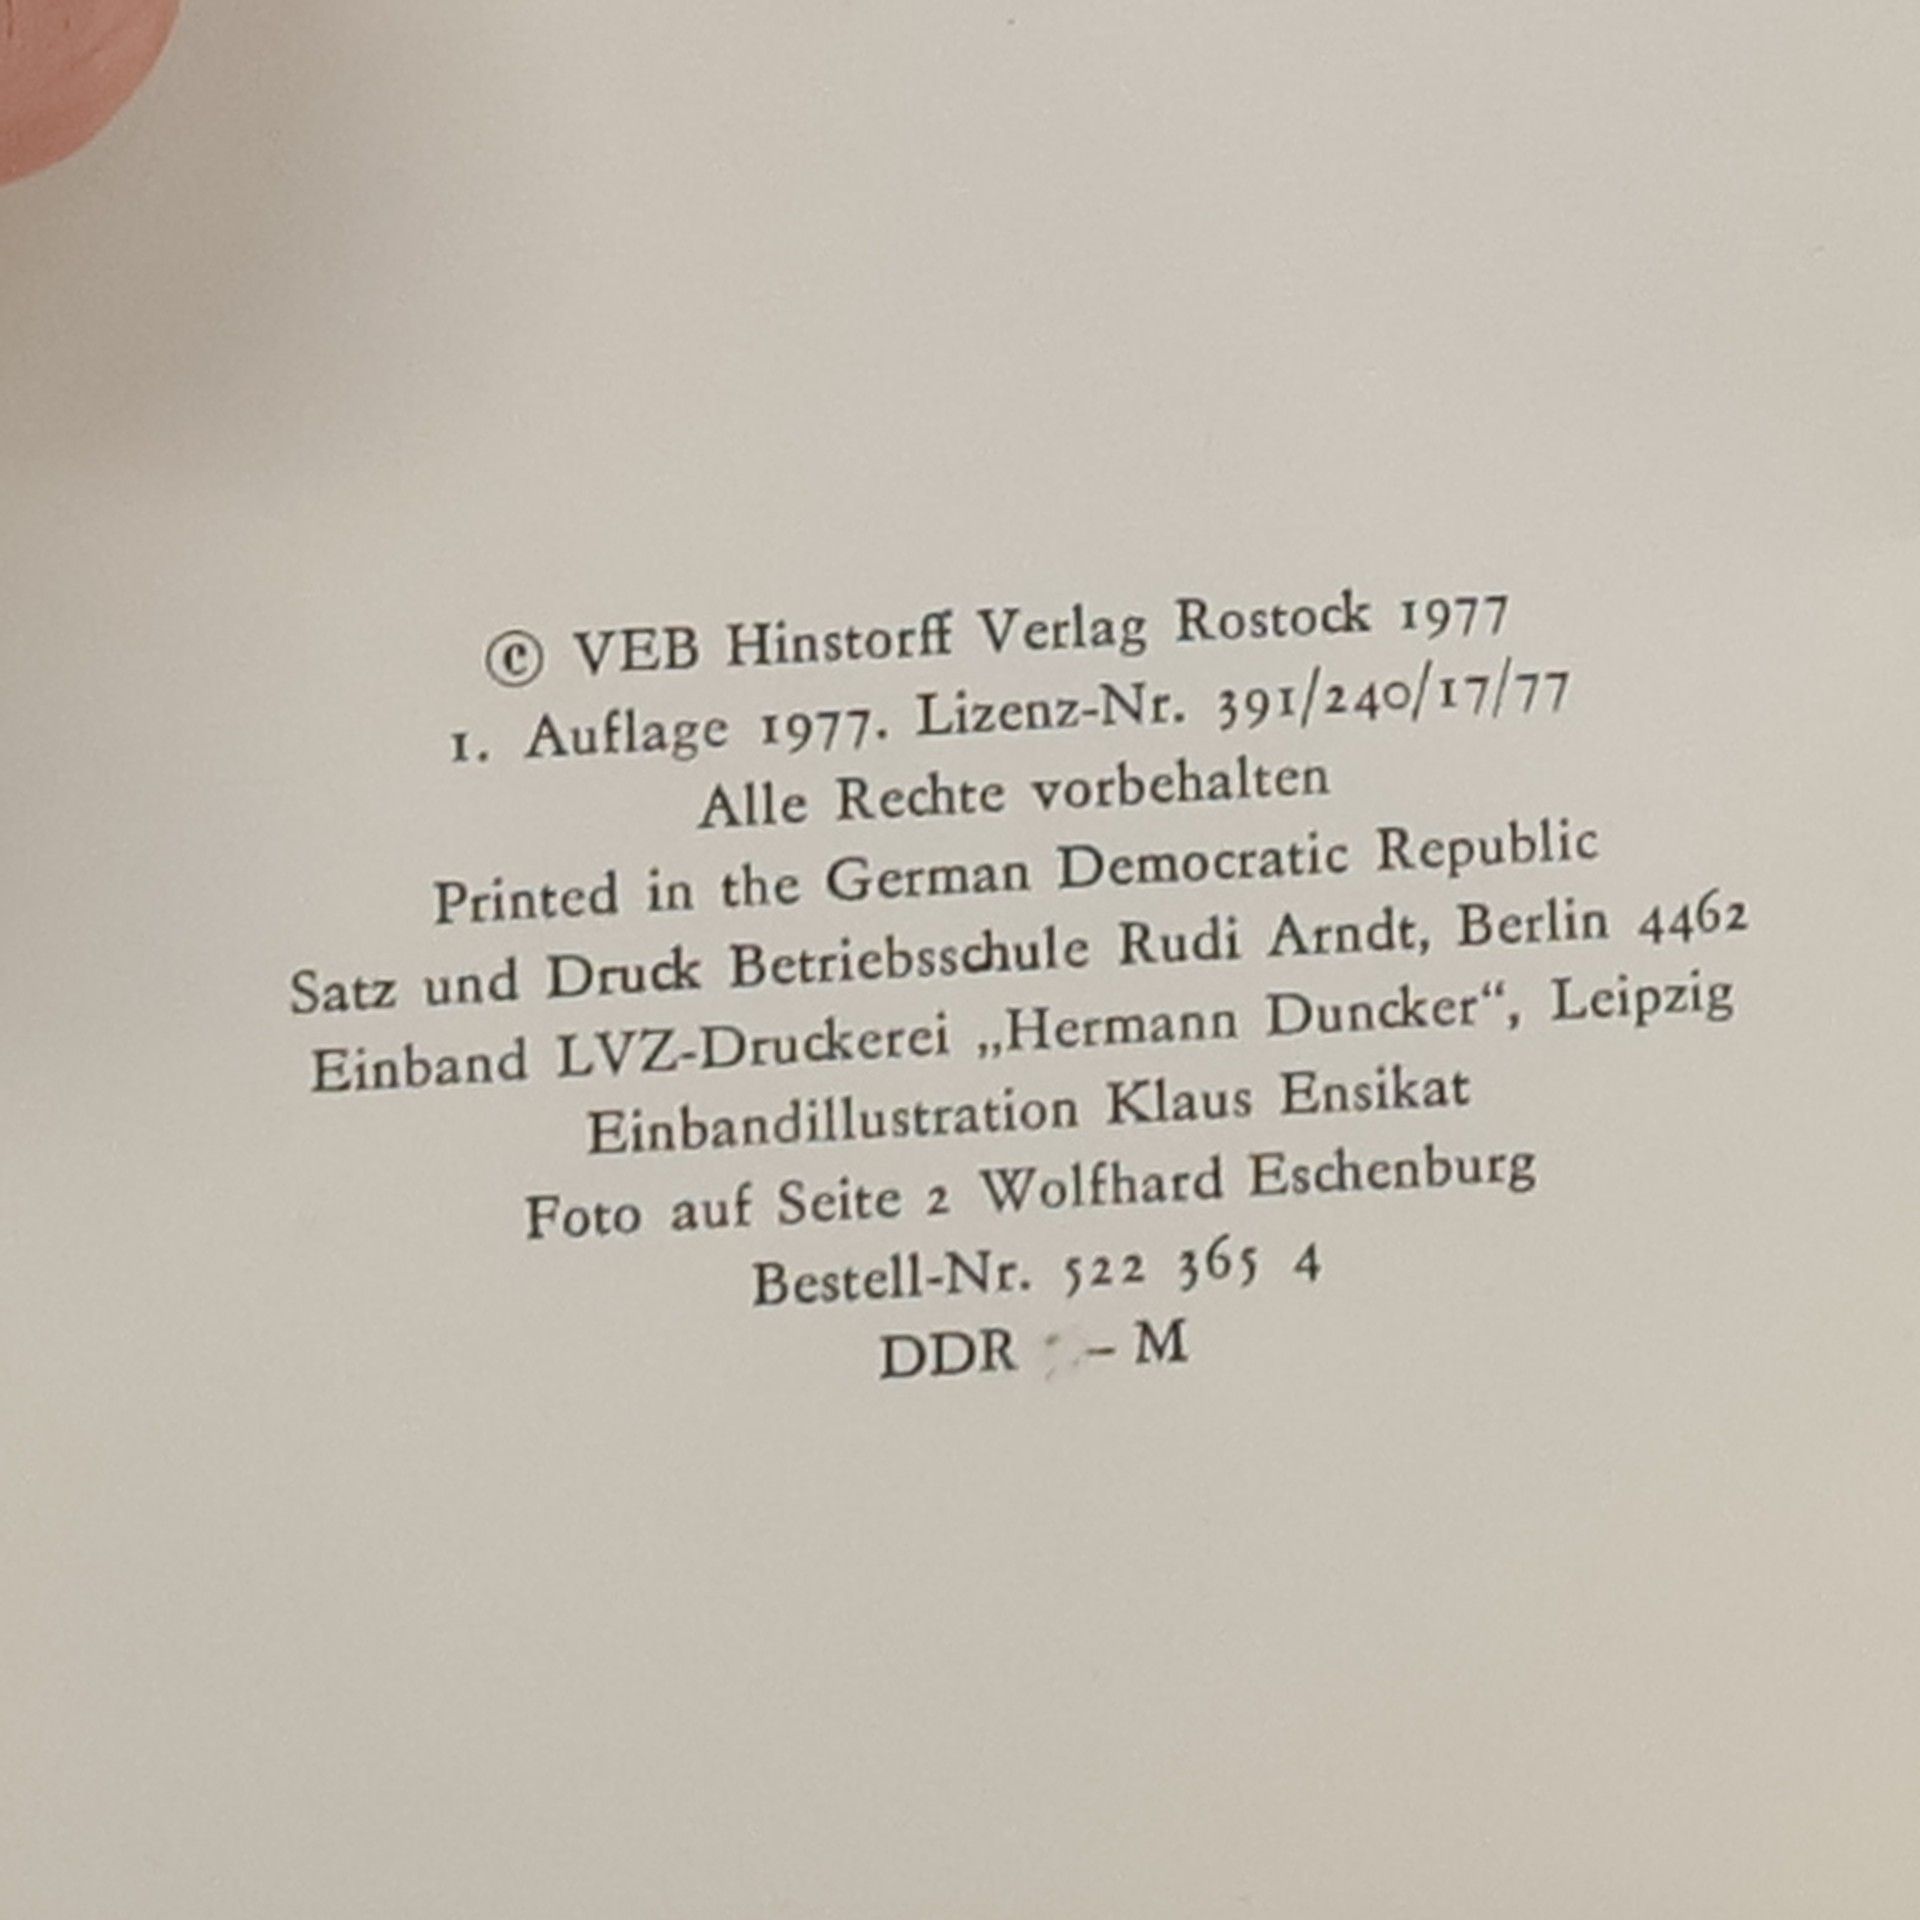 © VEB Hinstorff Verlag Rostock 1977
1. Auflage 1977. Lizenz-Nr. 391/240/17/77
Alle Rechte vorbehalten
Printed in the German Democratic Republic
Satz und Druck Betriebsschule Rudi Arndt, Berlin 4462
Einband LVZ-Druckerei „Hermann Duncker“, Leipzig
Einbandillustration Klaus Ensikat
Foto auf Seite 2 Wolfhard Eschenburg
Bestell-Nr. 522 365 4
DDR – M